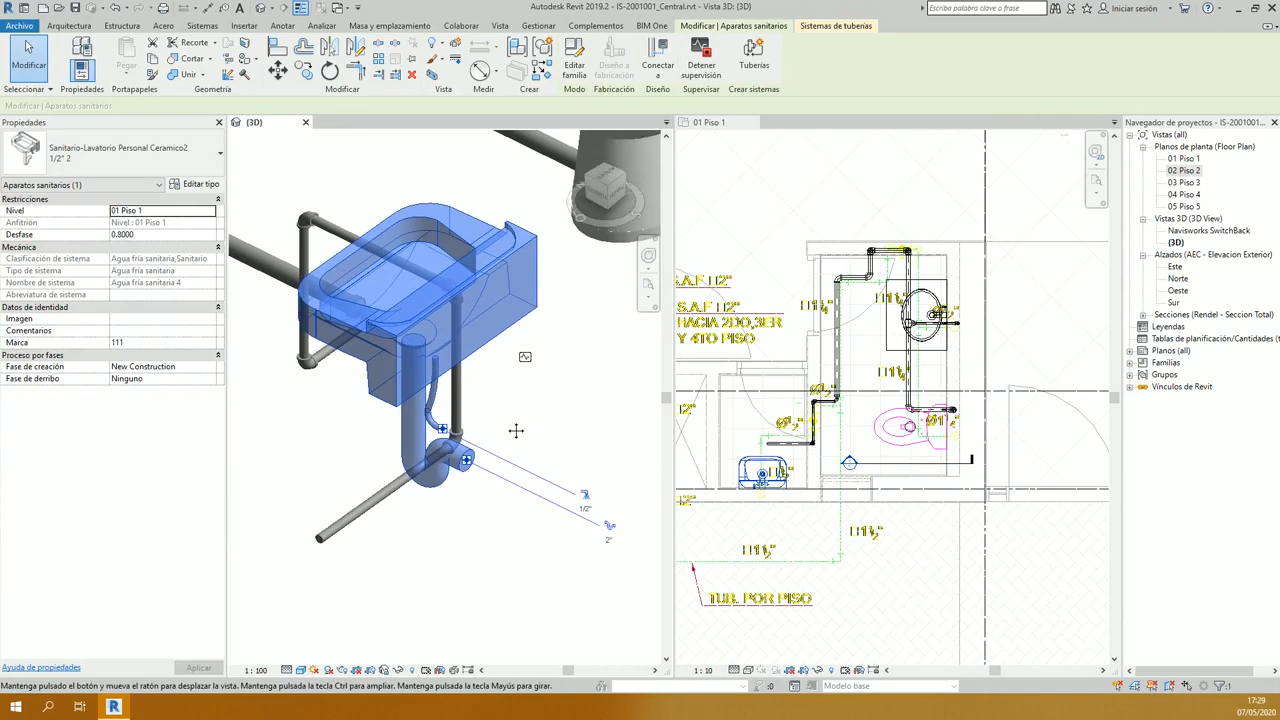 Autodesk Revit 2019.2 - IS-2001001_Central.rvt - Vista 3D: {3D}
Escriba palabra clave o frase
Iniciar sesión
Archivo Arquitectura Estructura Acero Sistemas Insertar Anotar Analizar Masa y emplazamiento Colaborar Vista Gestionar Complementos BIM One Modificar | Aparatos sanitarios Sistemas de tuberías
Modificar
Pegar
Recorte
Cortar
Unir
Editar familia
Diseño a fabricación
Conectar a
Detener supervisión
Tuberías
Seleccionar Propiedades Portapapeles Geometría Modificar Vista Medir Crear Modo Fabricación Diseño Supervisar Crear sistemas
Modificar | Aparatos sanitarios
Propiedades
Sanitario-Lavatorio Personal Ceramico2
1/2" 2
Aparatos sanitarios (1)
Editar tipo
Restricciones
Nivel 01 Piso 1
Anfitrión Nivel : 01 Piso 1
Desfase 0.8000
Mecánica
Clasificación de sistema Agua fría sanitaria,Sanitario
Tipo de sistema Agua fría sanitaria
Nombre de sistema Agua fría sanitaria 4
Abreviatura de sistema
Datos de identidad
Imagen
Comentarios
Marca 111
Proceso por fases
Fase de creación New Construction
Fase de derribo Ninguno
Ayuda de propiedades
Aplicar
{3D}
1/2"
2"
1 : 100
01 Piso 1
S.A.F
S.A.F
HACIA 2DO,3ER
Y 4TO PISO
TUB. POR PISO
1 : 10
Navegador de proyectos - IS-2001001...
Vistas (all)
Planos de planta (Floor Plan)
01 Piso 1
02 Piso 2
03 Piso 3
04 Piso 4
05 Piso 5
Vistas 3D (3D View)
Navisworks SwitchBack
{3D}
Alzados (AEC - Elevacion Exterior)
Este
Norte
Oeste
Sur
Secciones (Rendel - Seccion Total)
Leyendas
Tablas de planificación/Cantidades (t
Planos (all)
Familias
Grupos
Vínculos de Revit
Mantenga pulsado el botón y mueva el ratón para desplazar la vista. Mantenga pulsada la tecla Ctrl para ampliar. Mantenga pulsada la tecla Mayús para girar.
:0
Modelo base
:1
17:29
07/05/2020